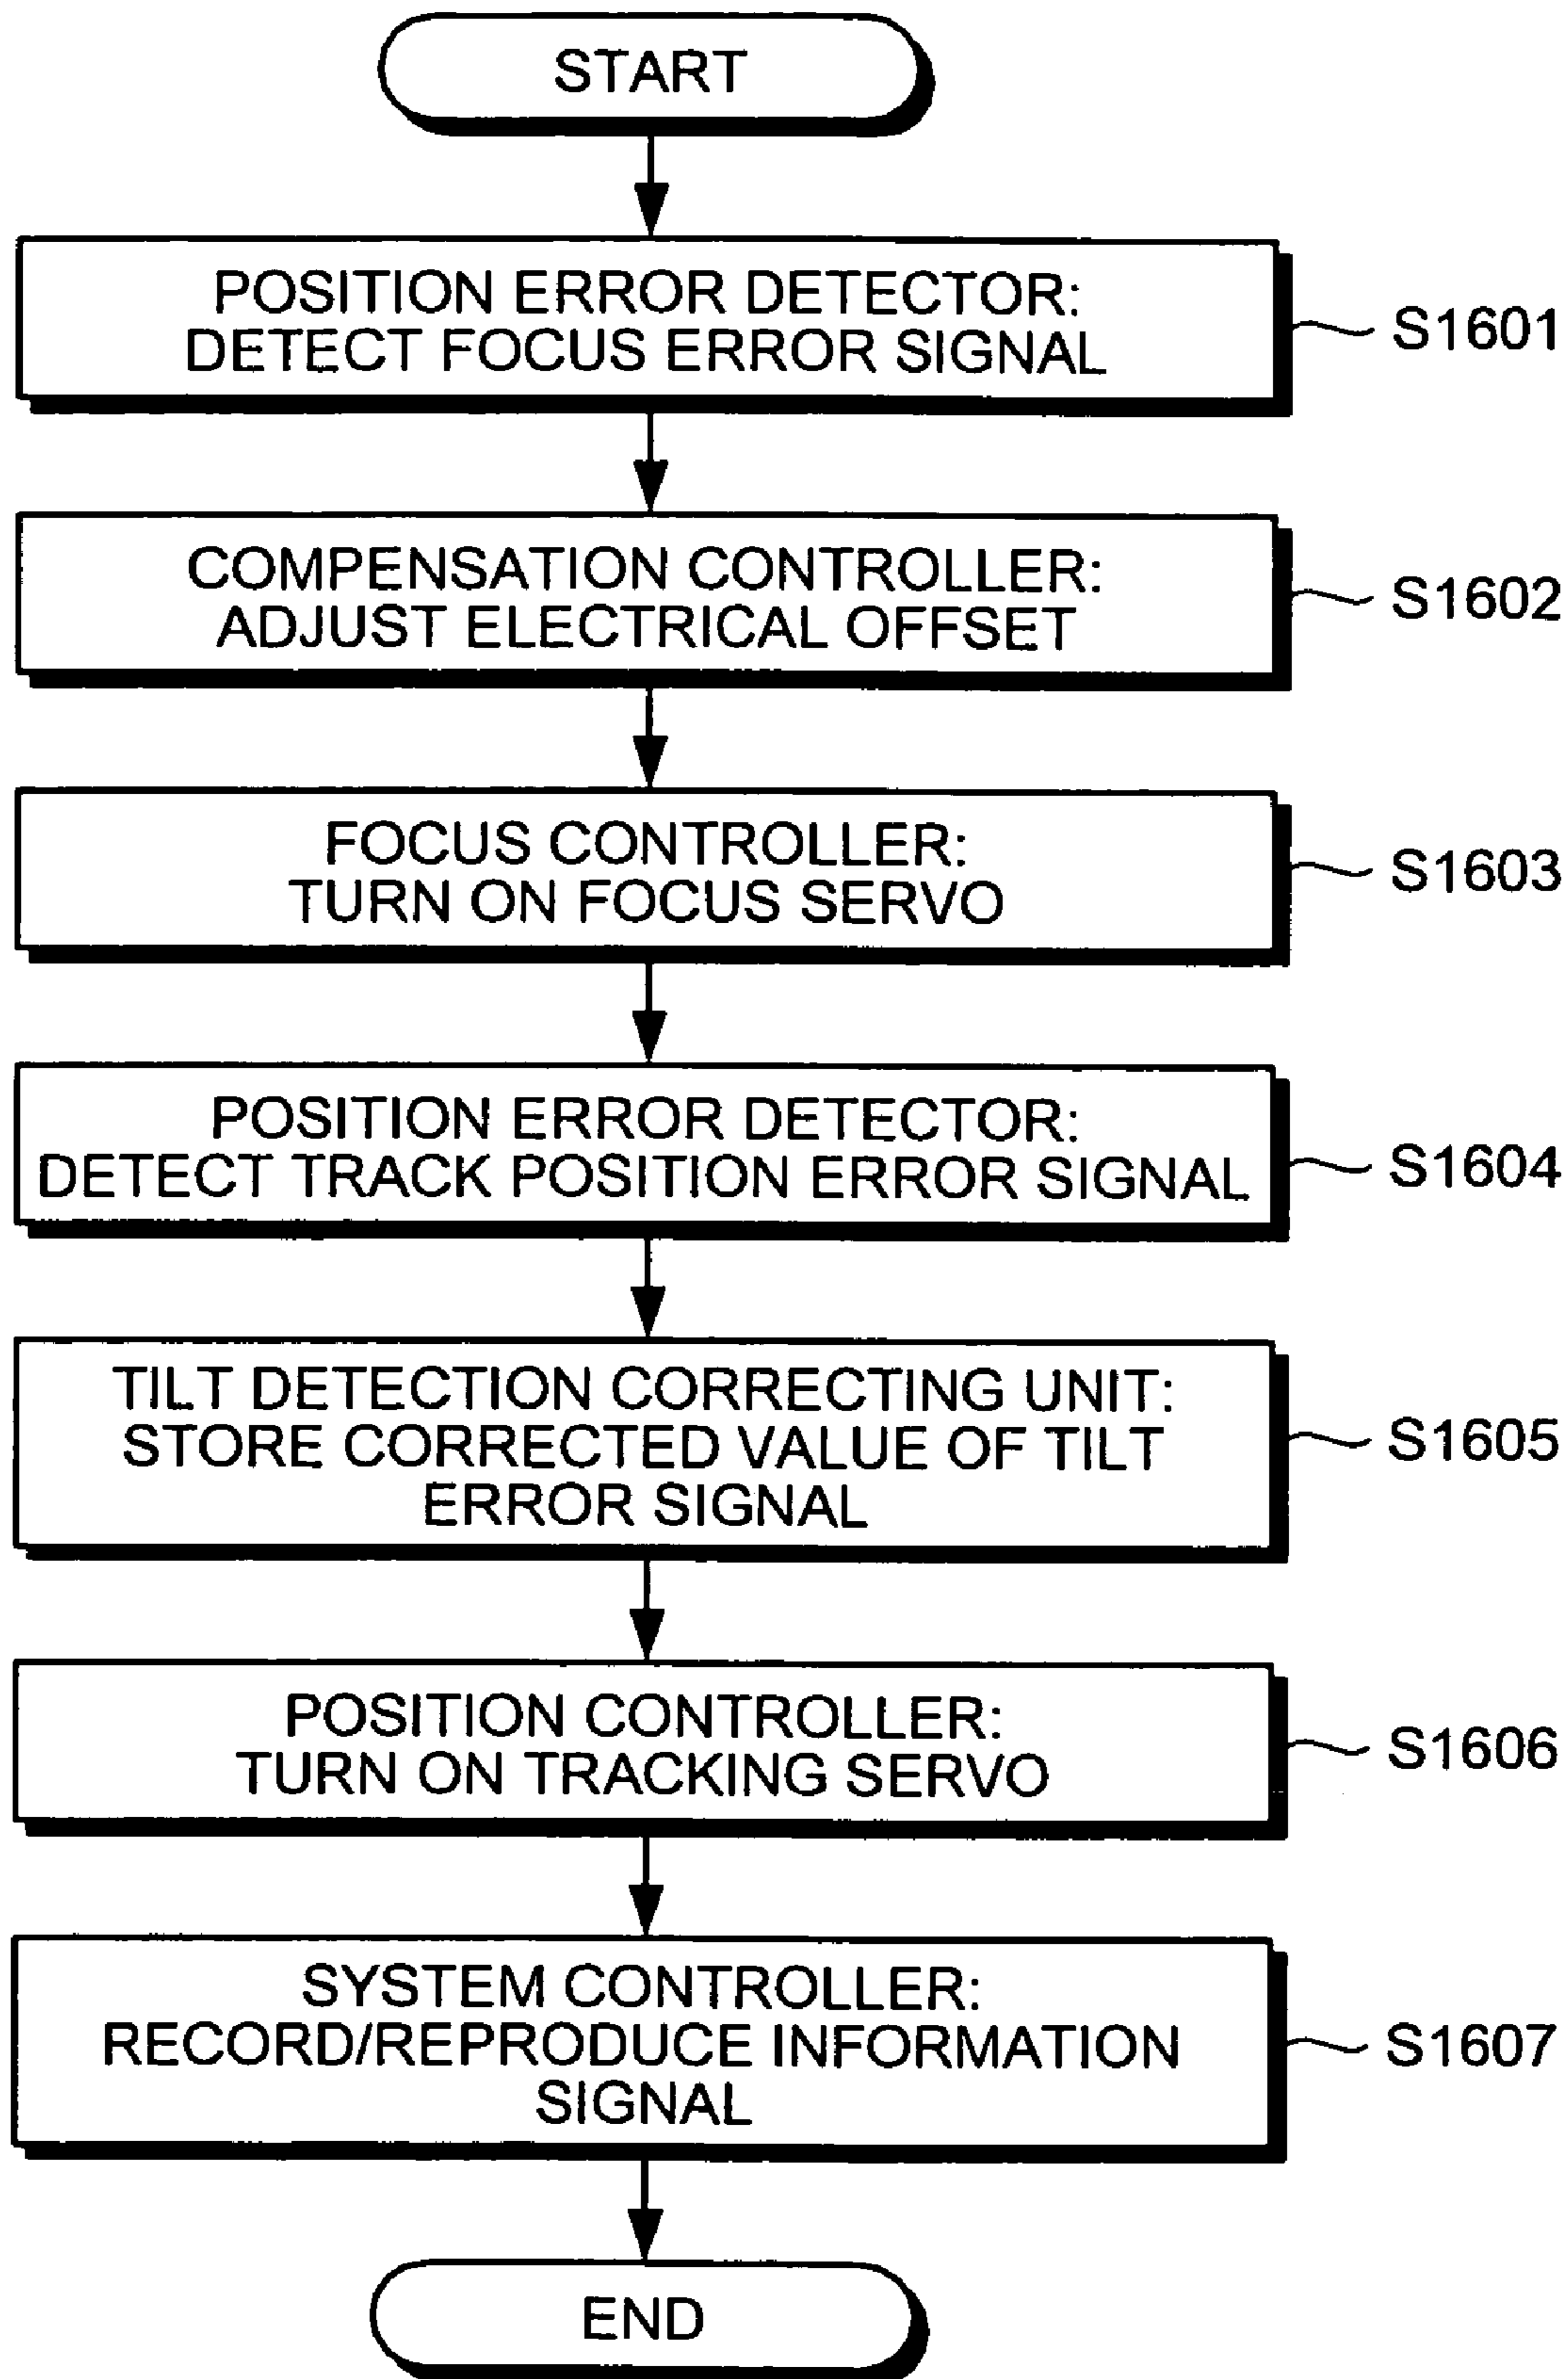 START
POSITION ERROR DETECTOR:
DETECT FOCUS ERROR SIGNAL
S1601
COMPENSATION CONTROLLER:
ADJUST ELECTRICAL OFFSET
S1602
FOCUS CONTROLLER:
TURN ON FOCUS SERVO
S1603
POSITION ERROR DETECTOR:
DETECT TRACK POSITION ERROR SIGNAL
S1604
TILT DETECTION CORRECTING UNIT:
STORE CORRECTED VALUE OF TILT
ERROR SIGNAL
S1605
POSITION CONTROLLER:
TURN ON TRACKING SERVO
S1606
SYSTEM CONTROLLER:
RECORD/REPRODUCE INFORMATION
SIGNAL
S1607
END